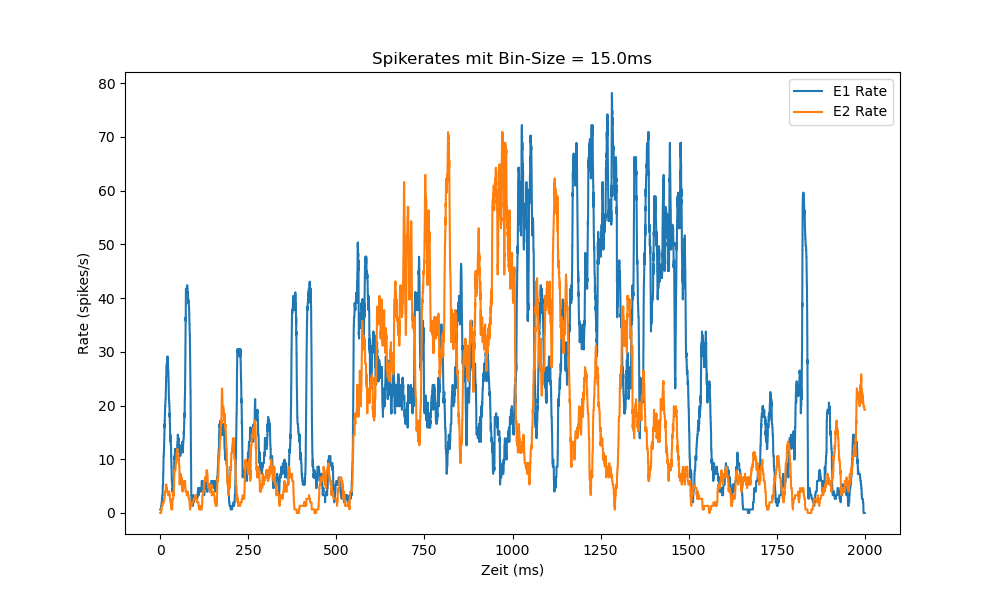 Spikerates mit Bin-Size = 15.0ms
E1 Rate
E2 Rate
Rate (spikes/s)
80
70
60
50
40
30
20
10
0
0 250 500 750 1000 1250 1500 1750 2000
Zeit (ms)